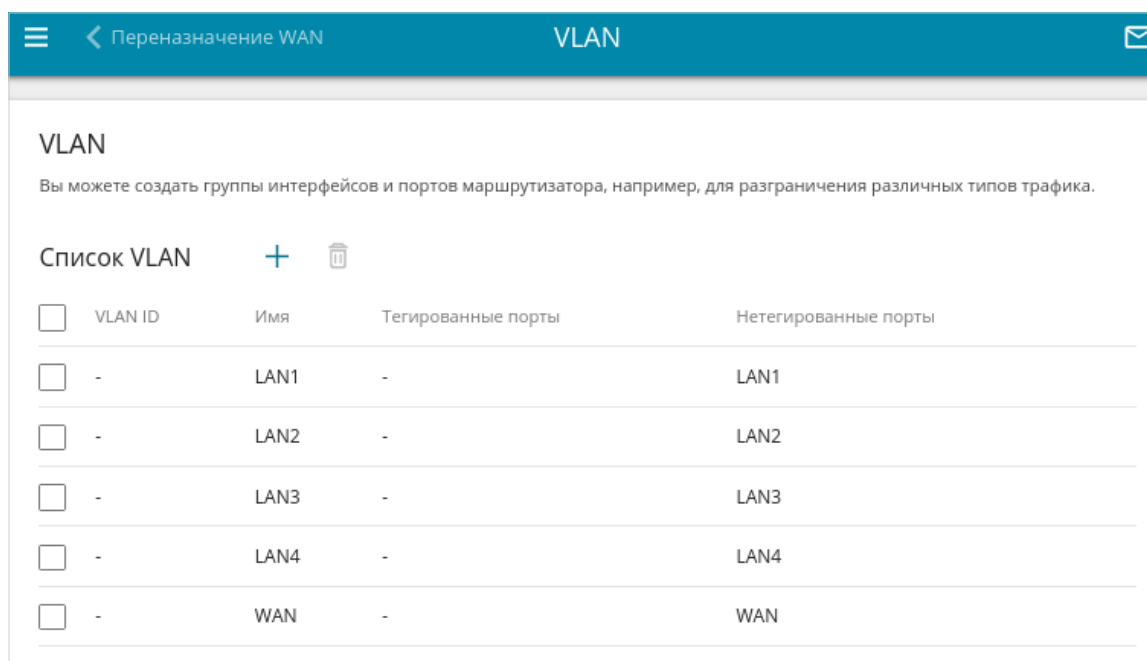 Переназначение WAN VLAN
VLAN
Вы можете создать группы интерфейсов и портов маршрутизатора, например, для разграничения различных типов трафика.
Список VLAN
VLAN ID Имя Тегированные порты Нетегированные порты
- LAN1 - LAN1
- LAN2 - LAN2
- LAN3 - LAN3
- LAN4 - LAN4
- WAN - WAN